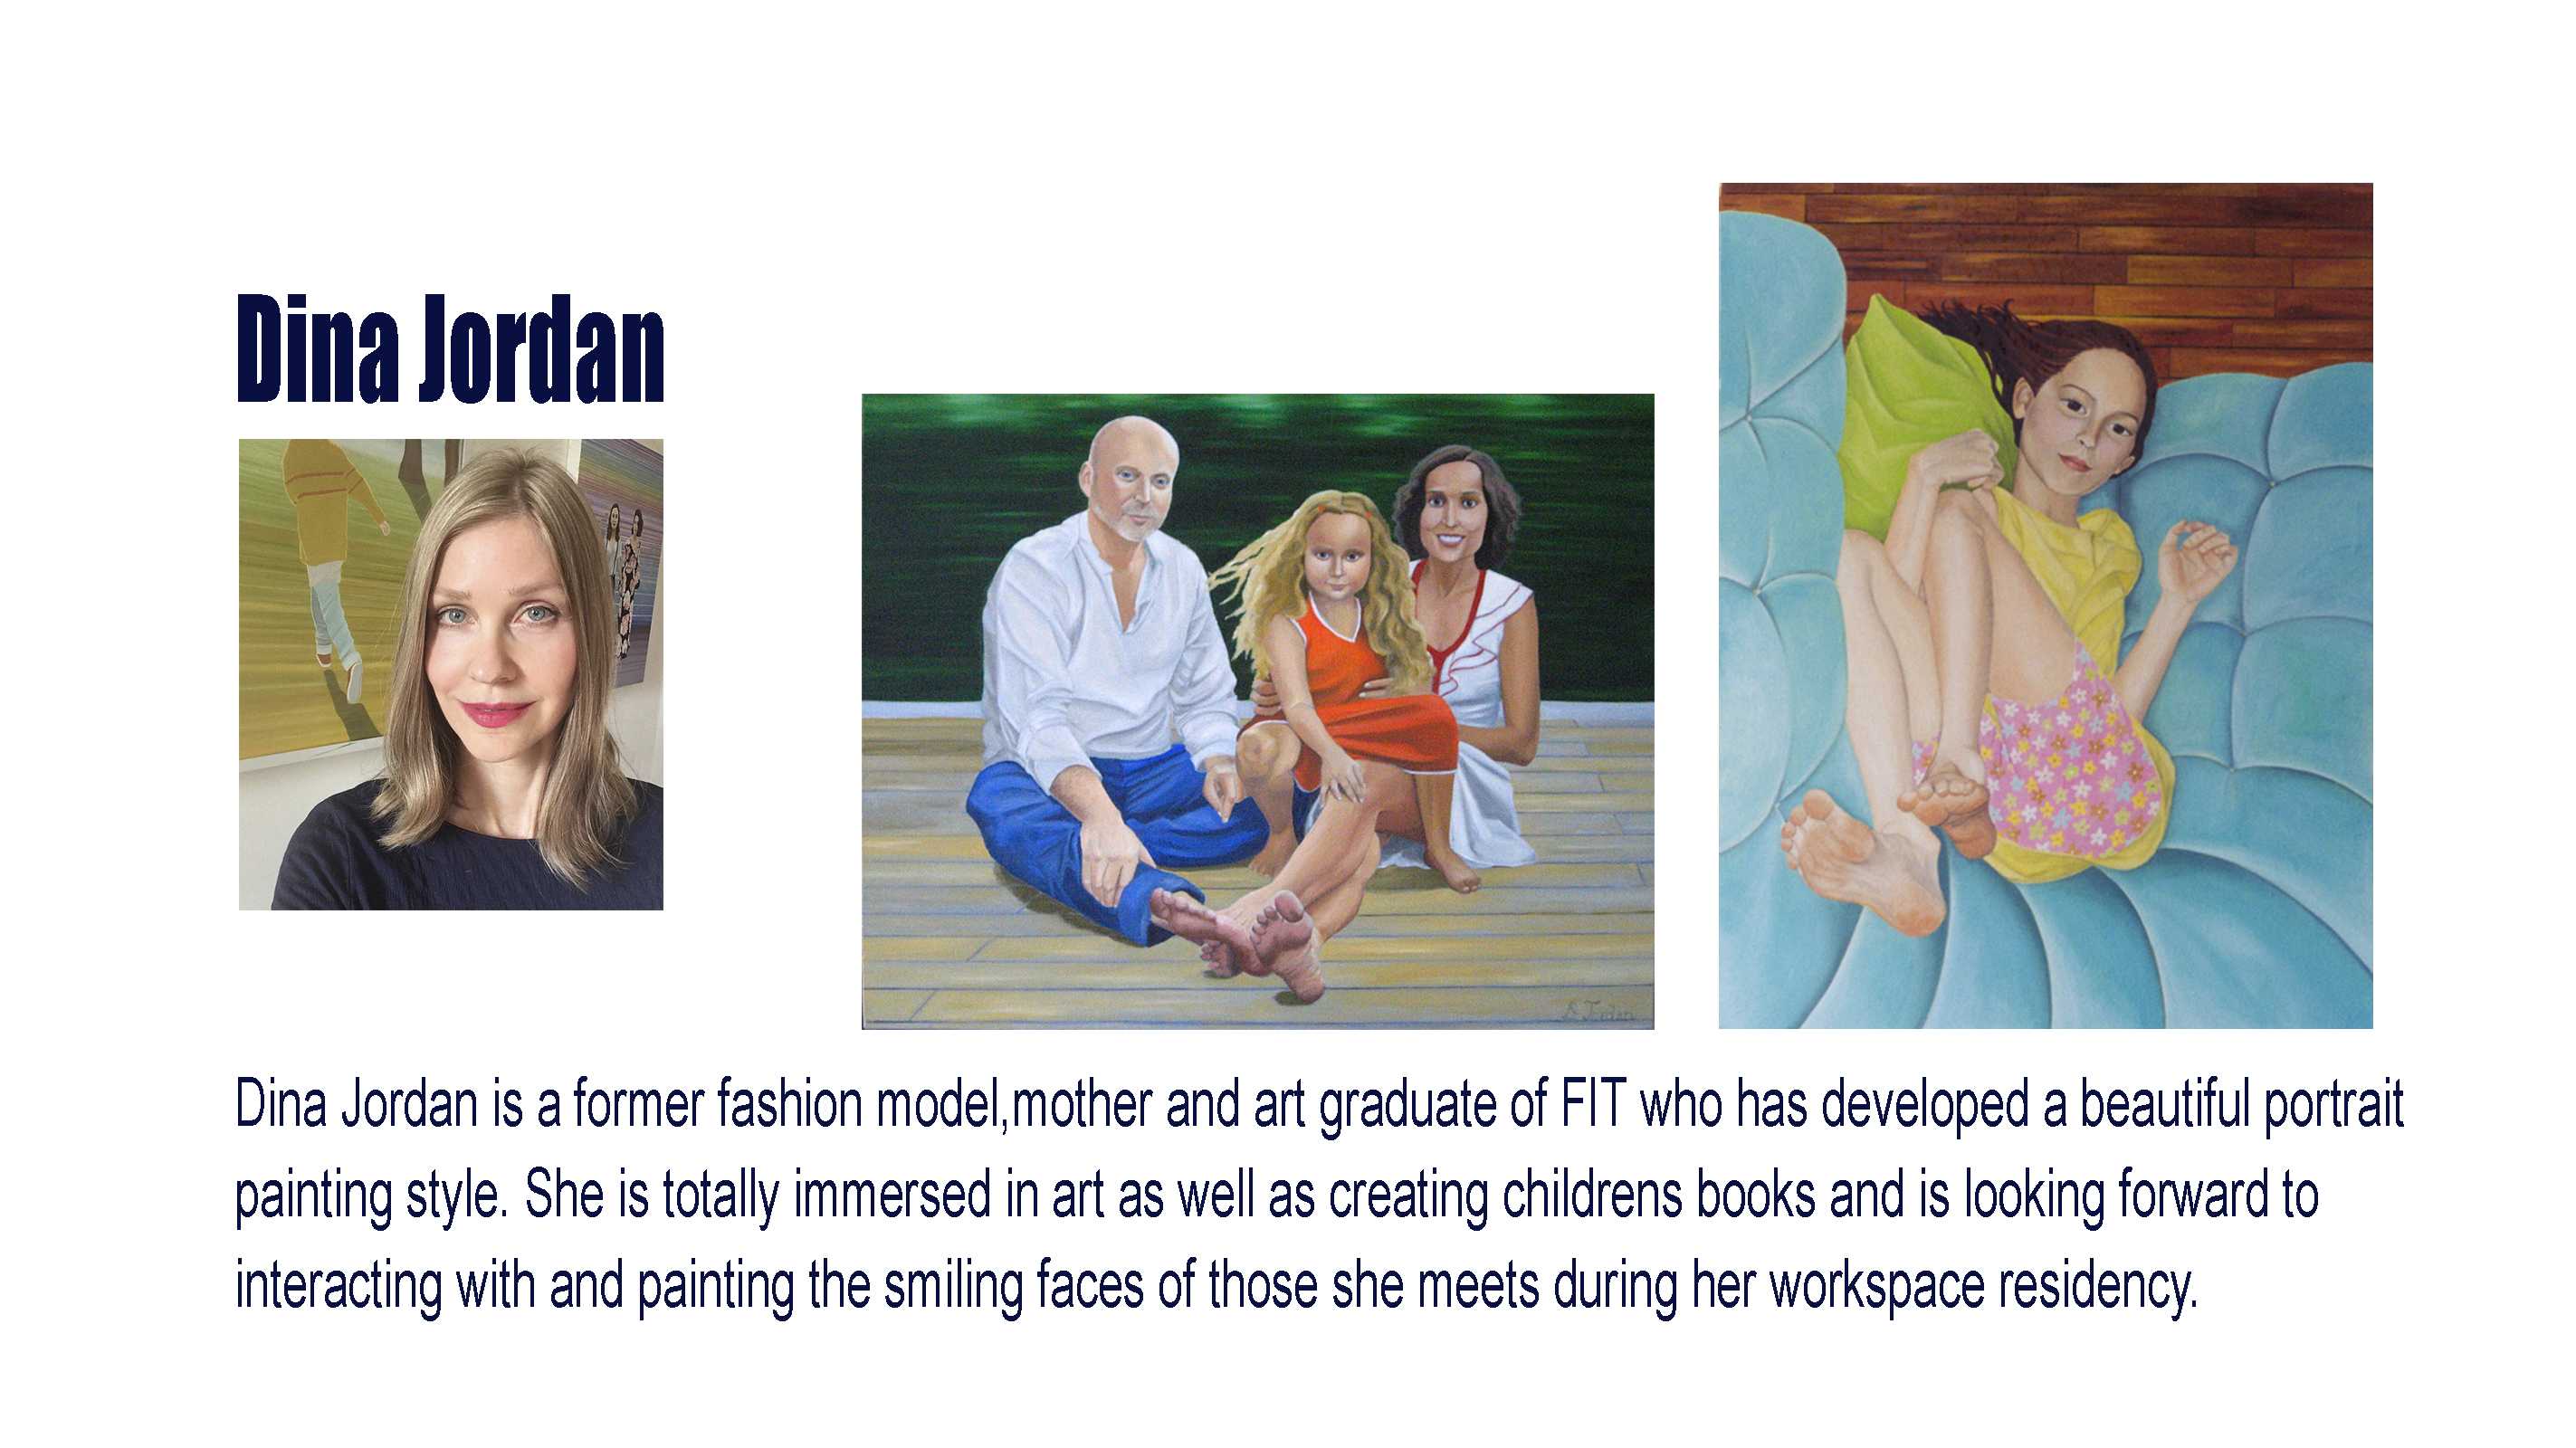 Dina Jordan
D. Jordan
Dina Jordan is a former fashion model,mother and art graduate of FIT who has developed a beautiful portrait
painting style. She is totally immersed in art as well as creating childrens books and is looking forward to
interacting with and painting the smiling faces of those she meets during her workspace residency.